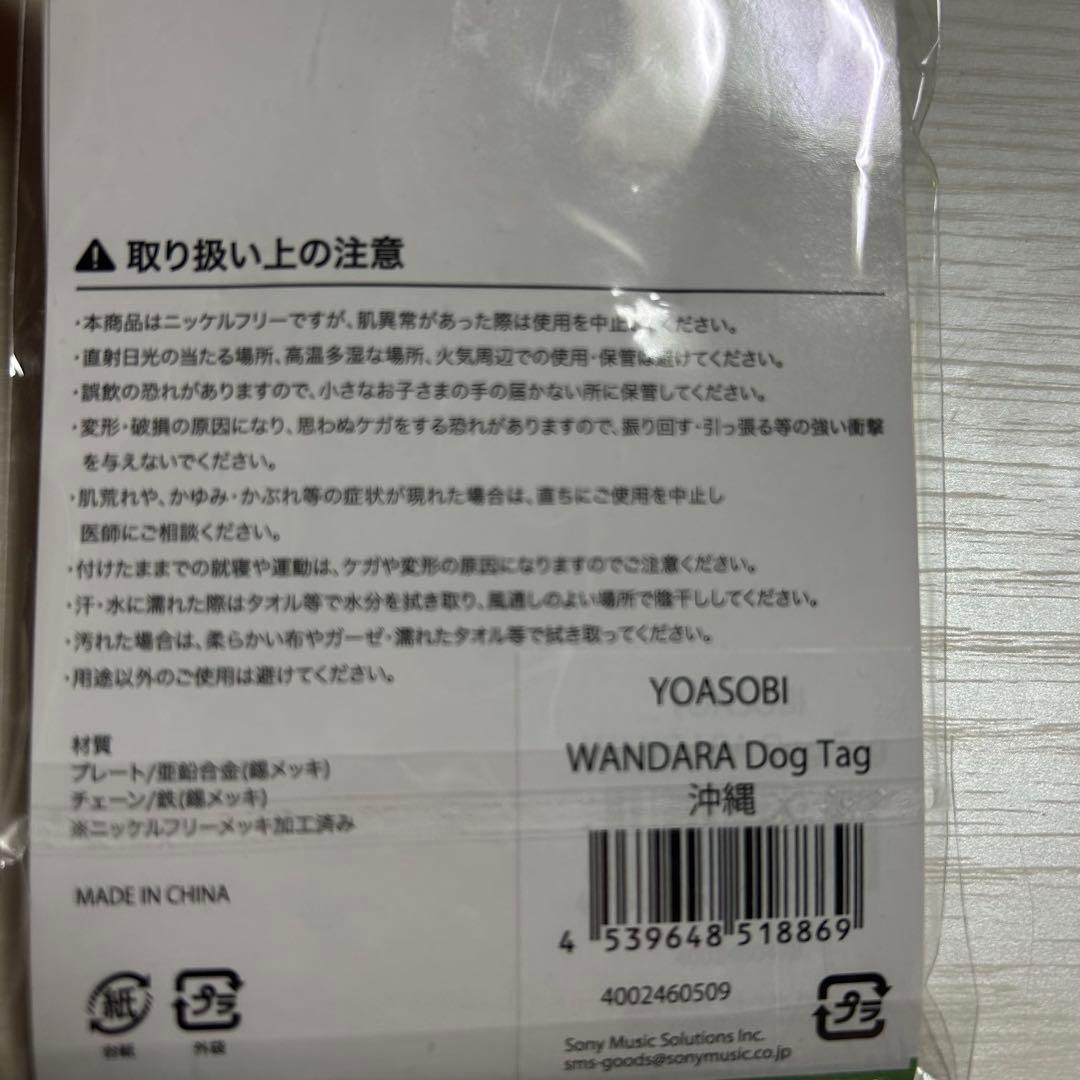 取り扱い上の注意
・本商品はニッケルフリーですが、肌異常があった際は使用を中止してください。
・直射日光の当たる場所、高温多湿な場所、火気周辺での使用・保管は避けてください。
・誤飲の恐れがありますので、小さなお子さまの手の届かない所に保管してください。
・変形・破損の原因になり、思わぬケガをする恐れがありますので、振り回す・引っ張る等の強い衝撃
を与えないでください。
・肌荒れや、かゆみ・かぶれ等の症状が現れた場合は、直ちにご使用を中止し
医師にご相談ください。
・付けたままでの就寝や運動は、ケガや変形の原因になりますのでご注意ください。
・汗・水に濡れた際はタオル等で水分を拭き取り、風通しのよい場所で陰干ししてください。
・汚れた場合は、柔らかい布やガーゼ・濡れたタオル等で拭き取ってください。
・用途以外のご使用は避けてください。
材質
プレート/亜鉛合金(錫メッキ)
チェーン/鉄(錫メッキ)
※ニッケルフリーメッキ加工済み
MADE IN CHINA
紙
台紙
プラ
外袋
YOASOBI
WANDARA Dog Tag
沖縄
4 539648 518869
4002460509
プラ
Sony Music Solutions Inc.
sms-goods@sonymusic.co.jp